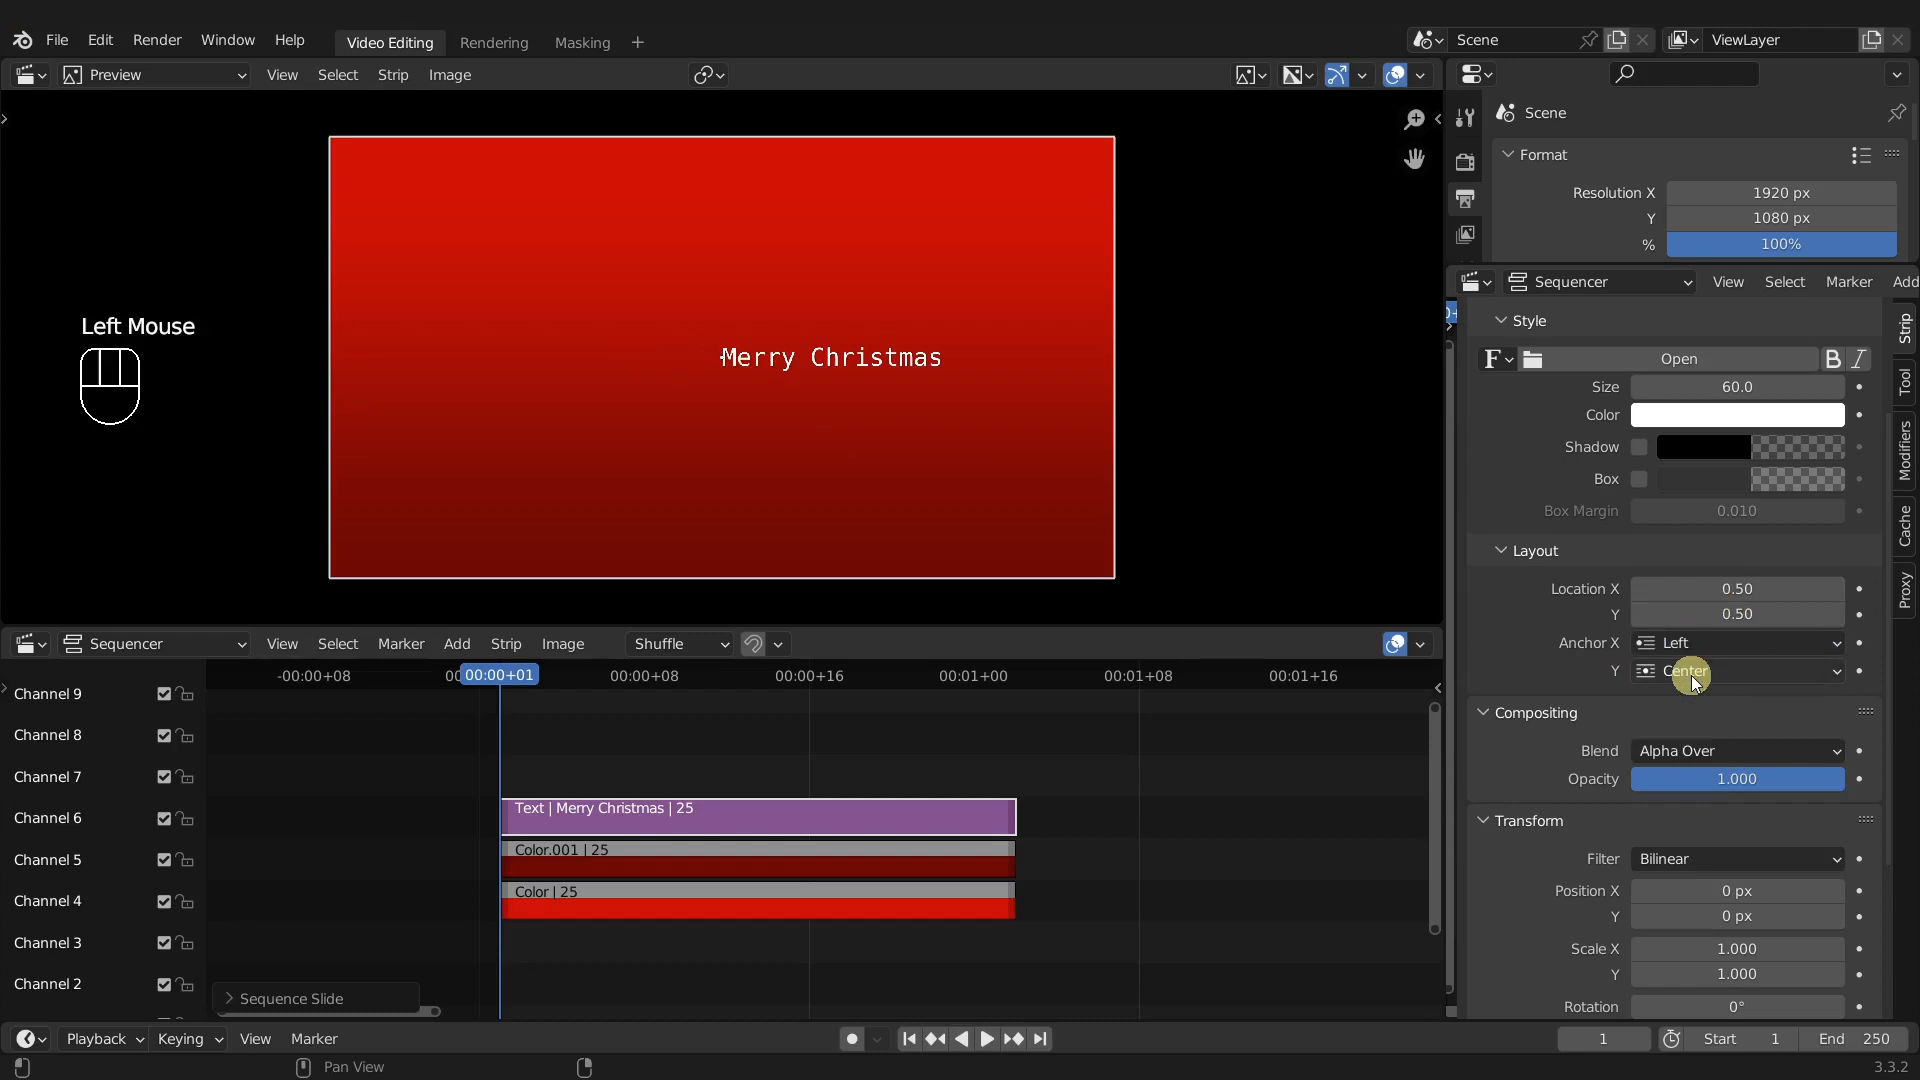 File Edit Render Window Help Video Editing Rendering Masking + Scene ViewLayer
Preview View Select Strip Image
Scene
Format
Resolution X 1920 px
Y 1080 px
% 100%
Sequencer View Select Marker Add
Left Mouse
Merry Christmas
Style
F Open B I
Size 60.0
Color
Shadow
Box
Box Margin 0.010
Layout
Location X 0.50
Y 0.50
Anchor X Left
Y Center
Compositing
Blend Alpha Over
Opacity 1.000
Transform
Filter Bilinear
Position X 0 px
Y 0 px
Scale X 1.000
Y 1.000
Rotation 0°
Strip
Tool
Modifiers
Cache
Proxy
Sequencer View Select Marker Add Strip Image Shuffle
-00:00+08 00:00+01 00:00+08 00:00+16 00:01+00 00:01+08 00:01+16
Channel 9
Channel 8
Channel 7
Channel 6 Text | Merry Christmas | 25
Channel 5 Color.001 | 25
Channel 4 Color | 25
Channel 3
Channel 2
Sequence Slide
Playback Keying View Marker 1 Start 1 End 250
Pan View 3.3.2